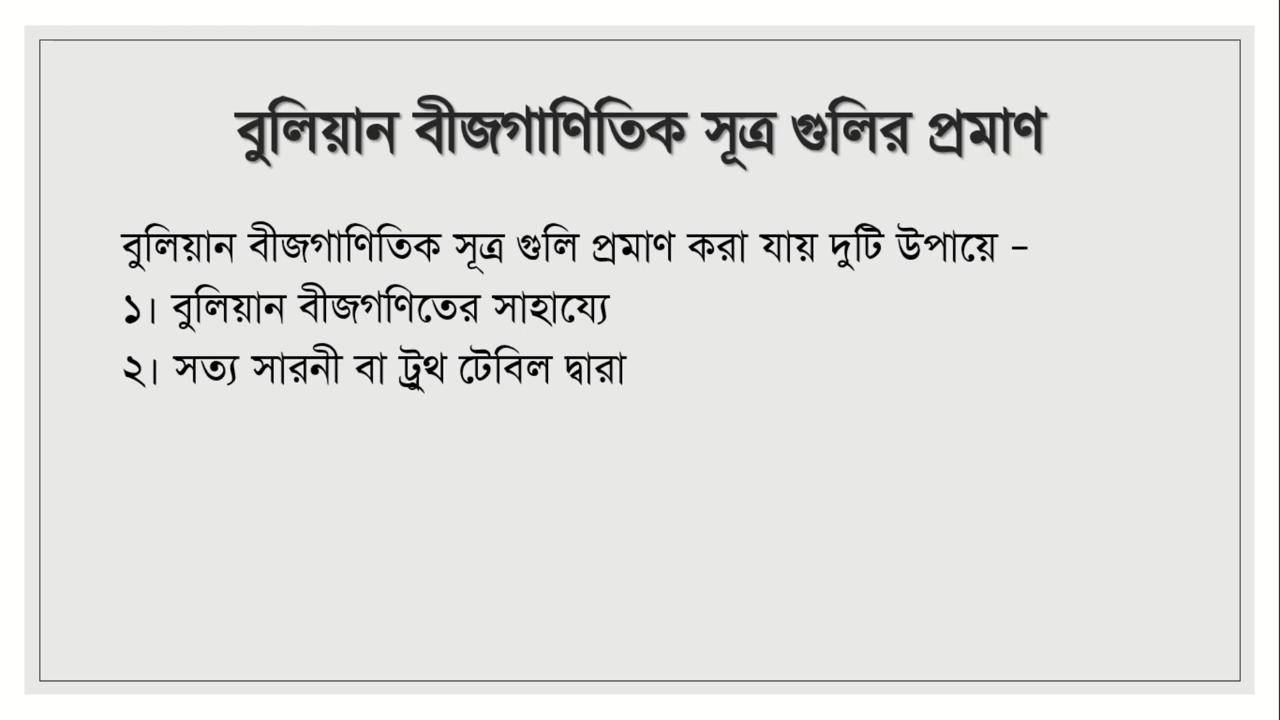 বুলিয়ান বীজগাণিতিক সূত্র গুলির প্রমাণ
বুলিয়ান বীজগাণিতিক সূত্র গুলি প্রমাণ করা যায় দুটি উপায়ে –
১। বুলিয়ান বীজগণিতের সাহায্যে
২। সত্য সারনী বা ট্রুথ টেবিল দ্বারা